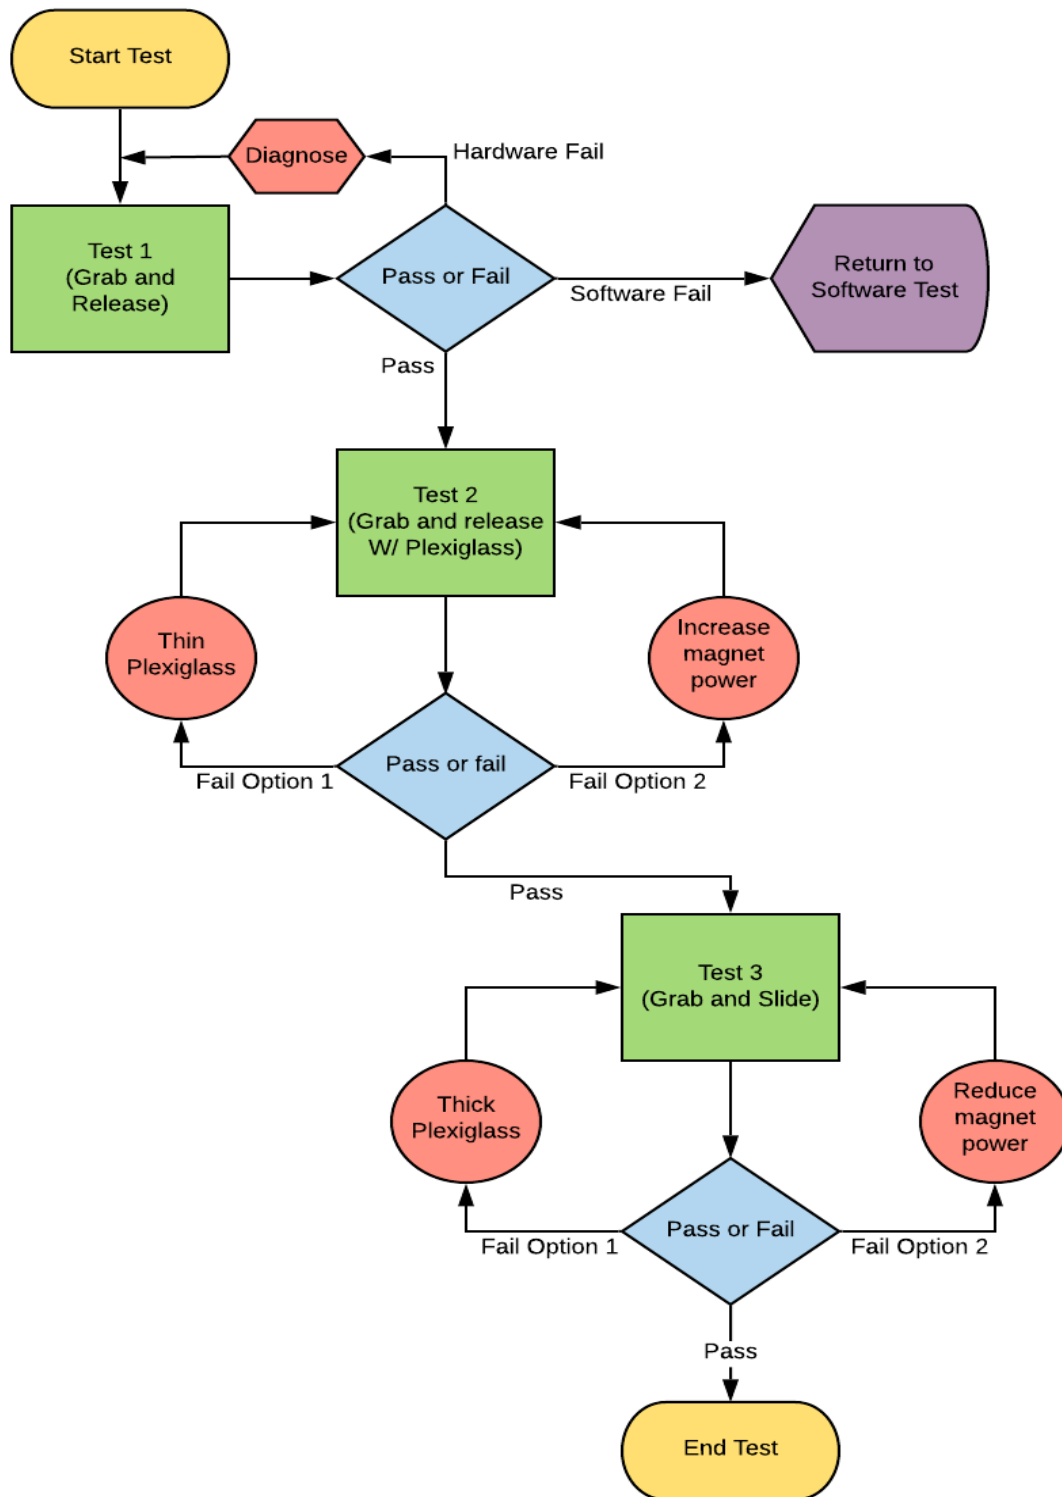 Start Test
Diagnose
Hardware Fail
Test 1
(Grab and
Release)
Pass or Fail
Software Fail
Return to
Software Test
Pass
Test 2
(Grab and release
W/ Plexiglass)
Thin
Plexiglass
Increase
magnet
power
Pass or fail
Fail Option 1
Fail Option 2
Pass
Test 3
(Grab and Slide)
Thick
Plexiglass
Reduce
magnet
power
Pass or Fail
Fail Option 1
Fail Option 2
Pass
End Test